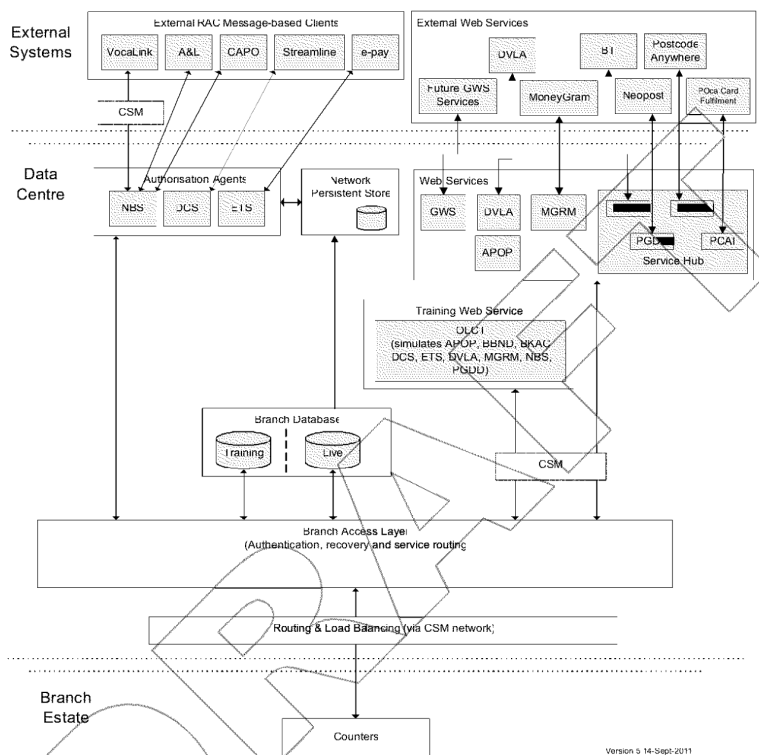 External Systems
External RAC Message-based Clients
VocaLink
A&L
CAPO
Streamline
e-pay
External Web Services
DVLA
BT
Postcode Anywhere
Future GWS Services
MoneyGram
Neopost
POca Card Fulfilment
CSM
Data Centre
Authorisation Agents
NBS
DCS
ETS
Network Persistent Store
Web Services
GWS
DVLA
MGRM
APOP
PGD
PCAI
Service Hub
Training Web Service
OLCT
(simulates APOP, BBND, BKAC
DCS, ETS, DVLA, MGRM, NBS,
PGDD)
Branch Database
Training
Live
CSM
Branch Access Layer
(Authentication, recovery and service routing
Routing & Load Balancing (via CSM network)
Branch Estate
Counters
Version 5 14-Sept-2011
DRAFT